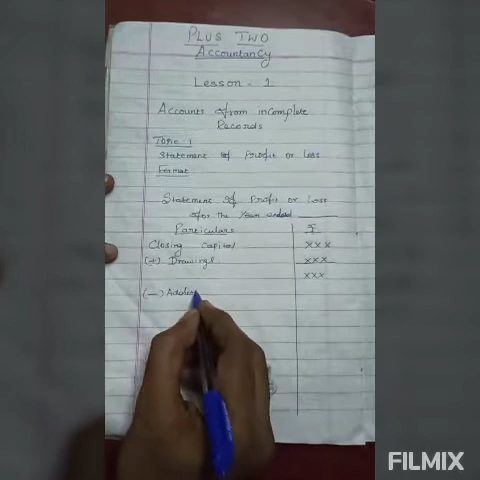 PLUS TWO
Accountancy
Lesson - 1
Accounts from incomplete
Records
Topic-1
Statement of Profit or Loss
Format
Statement of Profit or Loss
for the Year ended
Particulars ₹
Closing Capital xxx
(+) Drawings xxx
xxx
(-) Addit
FILMIX